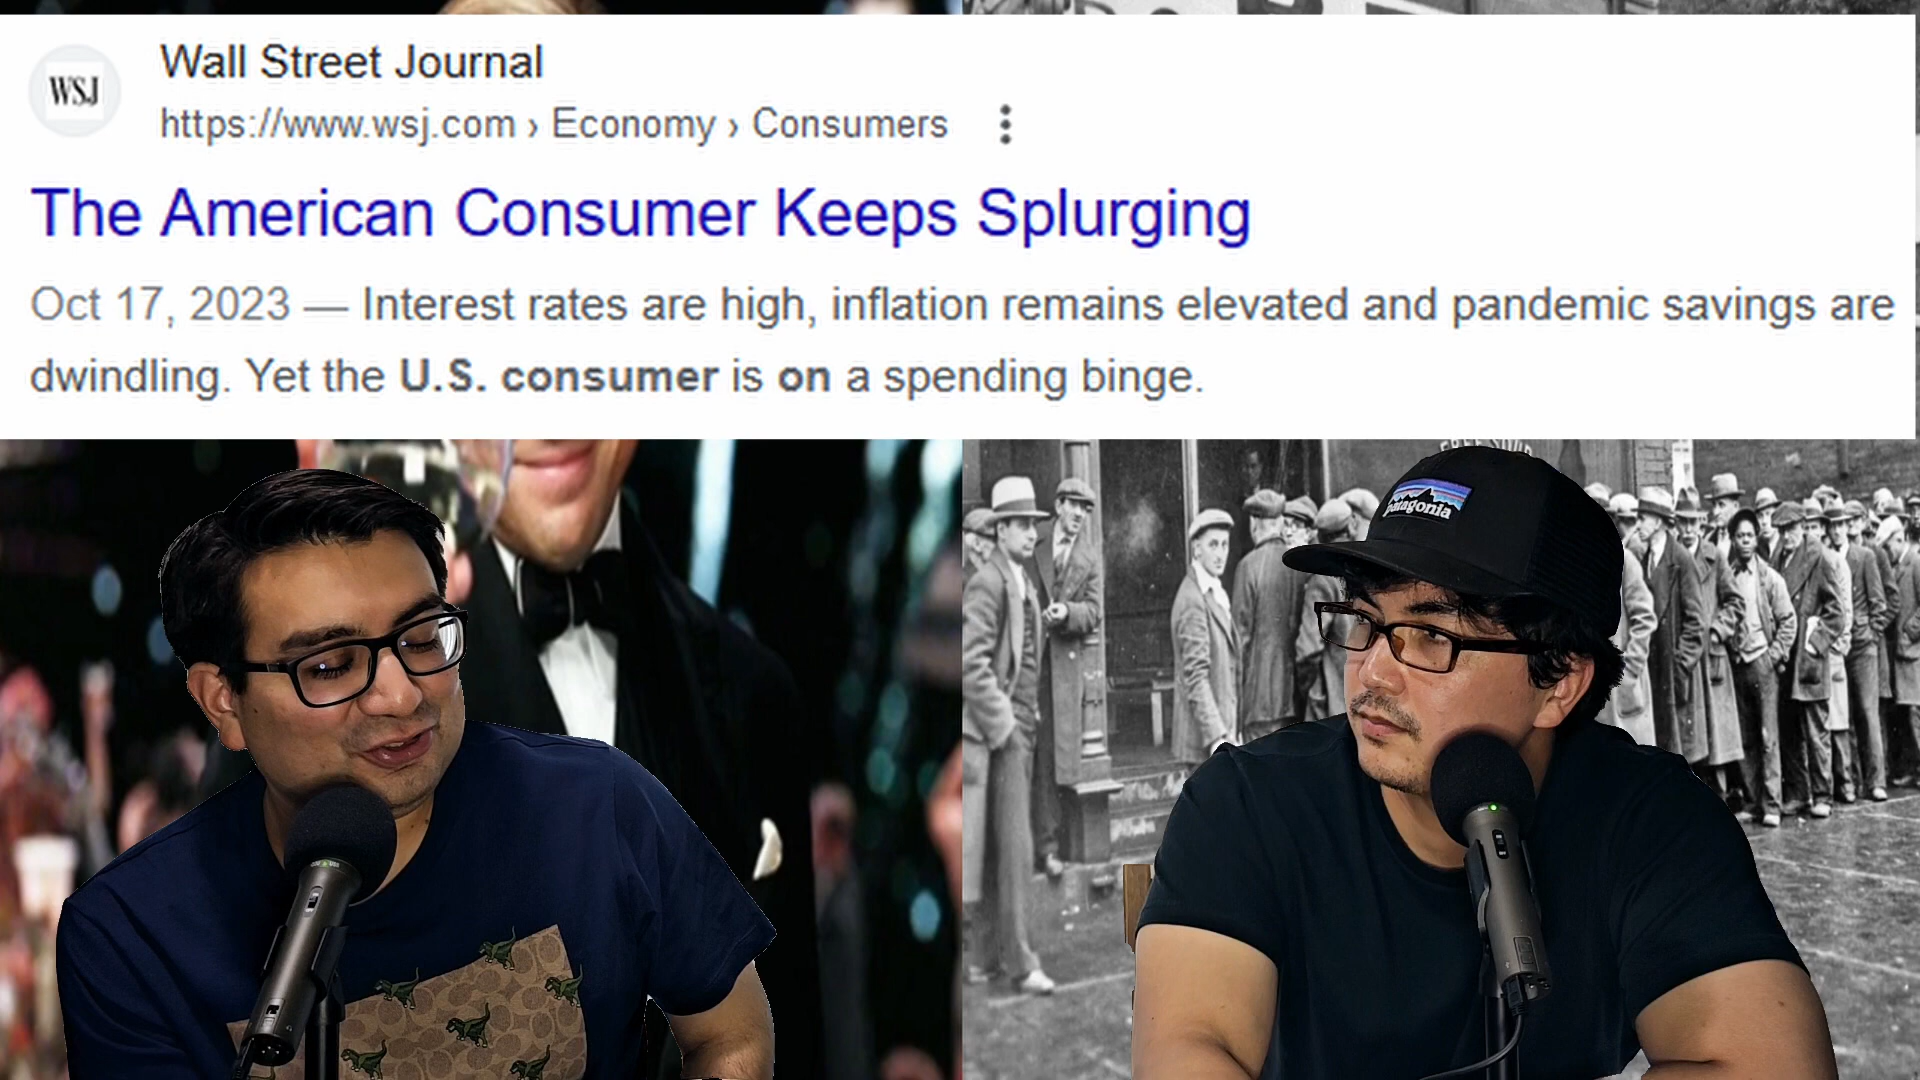 WSJ
Wall Street Journal
https://www.wsj.com › Economy › Consumers
The American Consumer Keeps Splurging
Oct 17, 2023 — Interest rates are high, inflation remains elevated and pandemic savings are
dwindling. Yet the U.S. consumer is on a spending binge.
patagonia